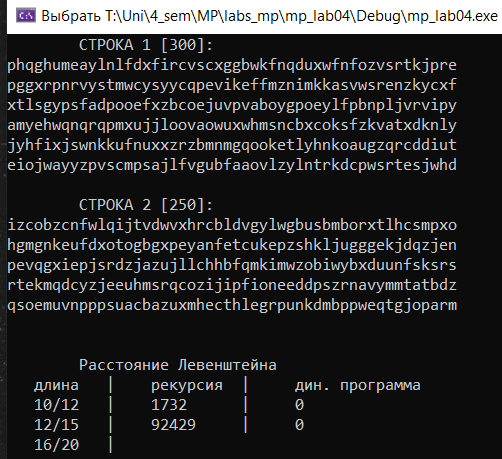 Выбрать T:\Uni\4_sem\MP\labs_mp\mp_lab04\Debug\mp_lab04.exe
СТРОКА 1 [300]:
phqghumeaylnlfdxfircvscxggbwkfnqduxwfnfozvsrtkjpre
pggxrpnrvystmwcysyycqpevikeffmznimkkasvwsrenzkycxf
xtlsgypsfadpooefxzbcoejuvpvaboygpoeylfpbnpljvrvipy
amyehwqnqrqpmxujjloovaowuxwhmsncbxcoksfzkvatxdknly
jyhfixjswnkkufnuxxzrzbmnmgqooketlyhnkoaugzqrcddiut
eiojwayyzpvscmpsajlfvgubfaaovlzylntrkdcpwsrtesjwhd
СТРОКА 2 [250]:
izcobzcnfwlqijtvdwvxhrcbldvgylwgbusbmborxtlhcsmpxo
hgmgnkeufdxotogbgxpeyanfetcukepzshkljugggekjdqzjen
pevqgxiepjsrdzjazujllchhbfqmkimwzobiwybxduunfsksrs
rtekmqdcyzjeeuhmsrqcozijipfioneeddpszrnavymmtatbdz
qsoemuvnpppsuacbazuxmhecthlegrpunkdmbppweqtgjoparm
Расстояние Левенштейна
длина | рекурсия | дин. программа
10/12 | 1732 | 0
12/15 | 92429 | 0
16/20 |